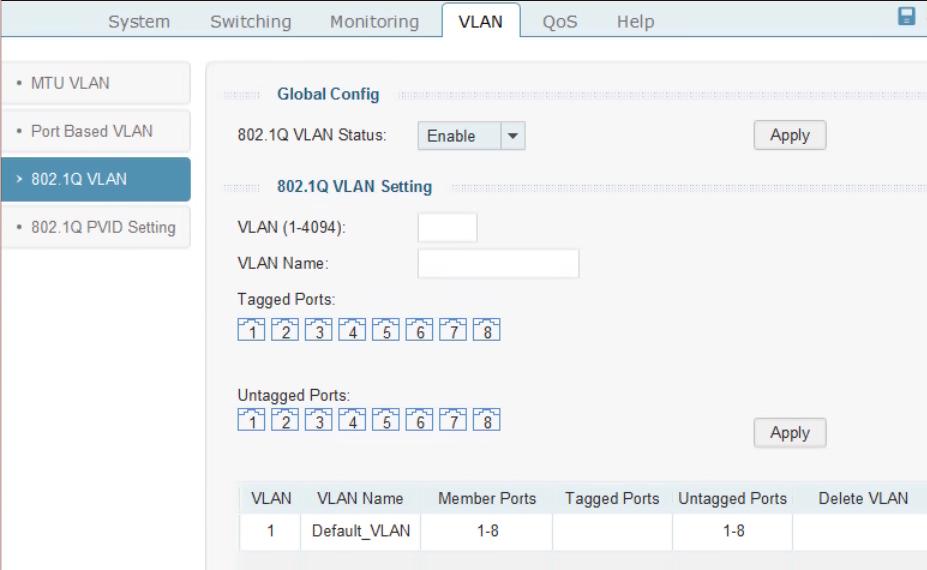 System Switching Monitoring VLAN QoS Help
• MTU VLAN
• Port Based VLAN
> 802.1Q VLAN
• 802.1Q PVID Setting
Global Config
802.1Q VLAN Status: Enable Apply
802.1Q VLAN Setting
VLAN (1-4094):
VLAN Name:
Tagged Ports:
1 2 3 4 5 6 7 8
Untagged Ports:
1 2 3 4 5 6 7 8
Apply
VLAN VLAN Name Member Ports Tagged Ports Untagged Ports Delete VLAN
1 Default_VLAN 1-8 1-8